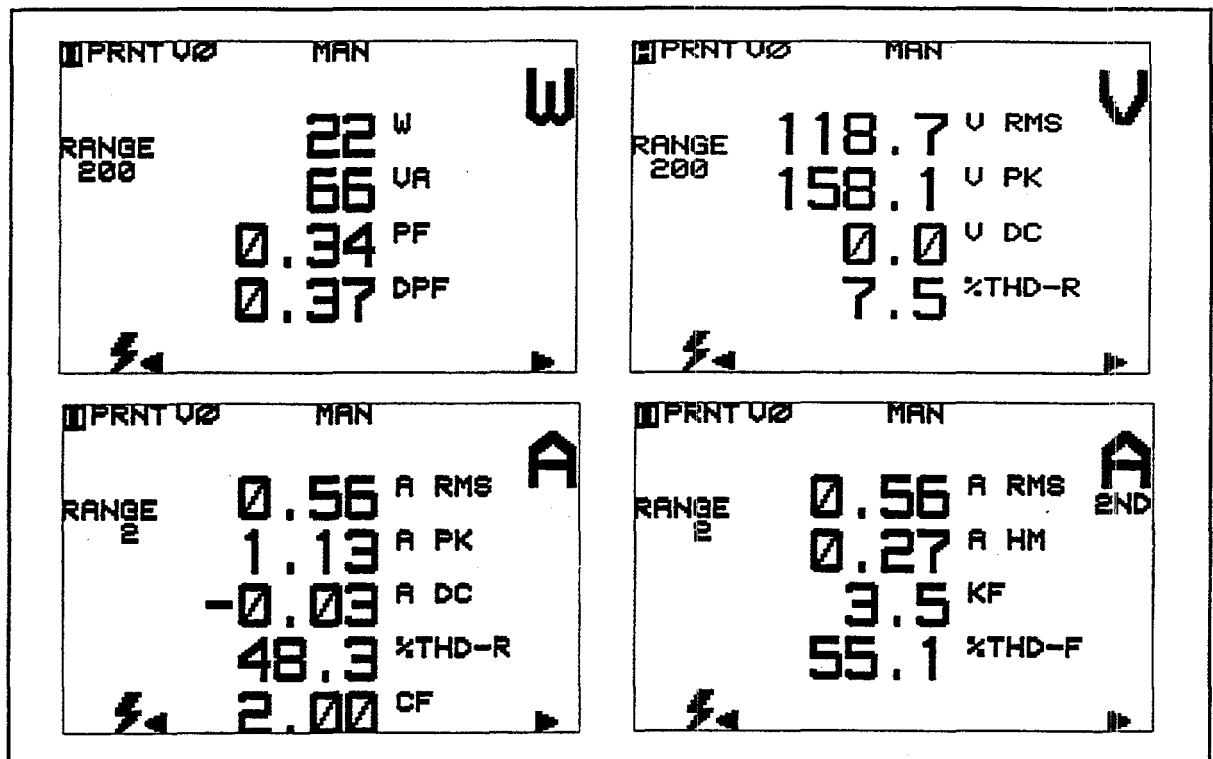 PRNT VØ MAN
W
22 W
RANGE
200
66 VA
0.34 PF
0.37 DPF
PRNT VØ MAN
V
118.7 V RMS
RANGE
200
158.1 V PK
0.0 V DC
7.5 %THD-R
PRNT VØ MAN
A
0.56 A RMS
RANGE
2
1.13 A PK
-0.03 A DC
48.3 %THD-R
2.00 CF
PRNT VØ MAN
A
2ND
0.56 A RMS
RANGE
2
0.27 A HM
3.5 KF
55.1 %THD-F